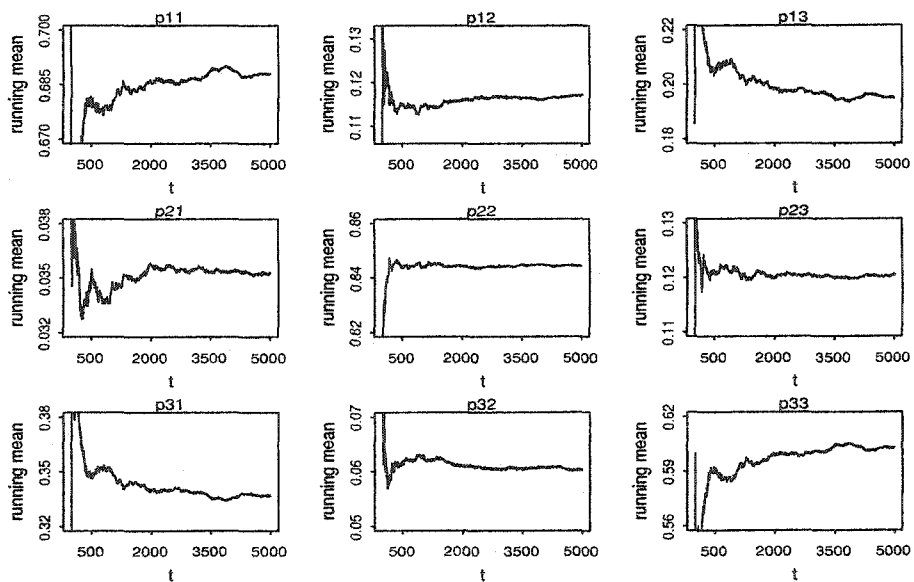 p11
p12
p13
running mean
0.670 0.685 0.700
500 2000 3500 5000
t
running mean
0.11 0.12 0.13
500 2000 3500 5000
t
running mean
0.18 0.20 0.22
500 2000 3500 5000
t
p21
p22
p23
running mean
0.032 0.035 0.038
500 2000 3500 5000
t
running mean
0.82 0.84 0.86
500 2000 3500 5000
t
running mean
0.11 0.12 0.13
500 2000 3500 5000
t
p31
p32
p33
running mean
0.32 0.35 0.38
500 2000 3500 5000
t
running mean
0.05 0.06 0.07
500 2000 3500 5000
t
running mean
0.56 0.59 0.62
500 2000 3500 5000
t